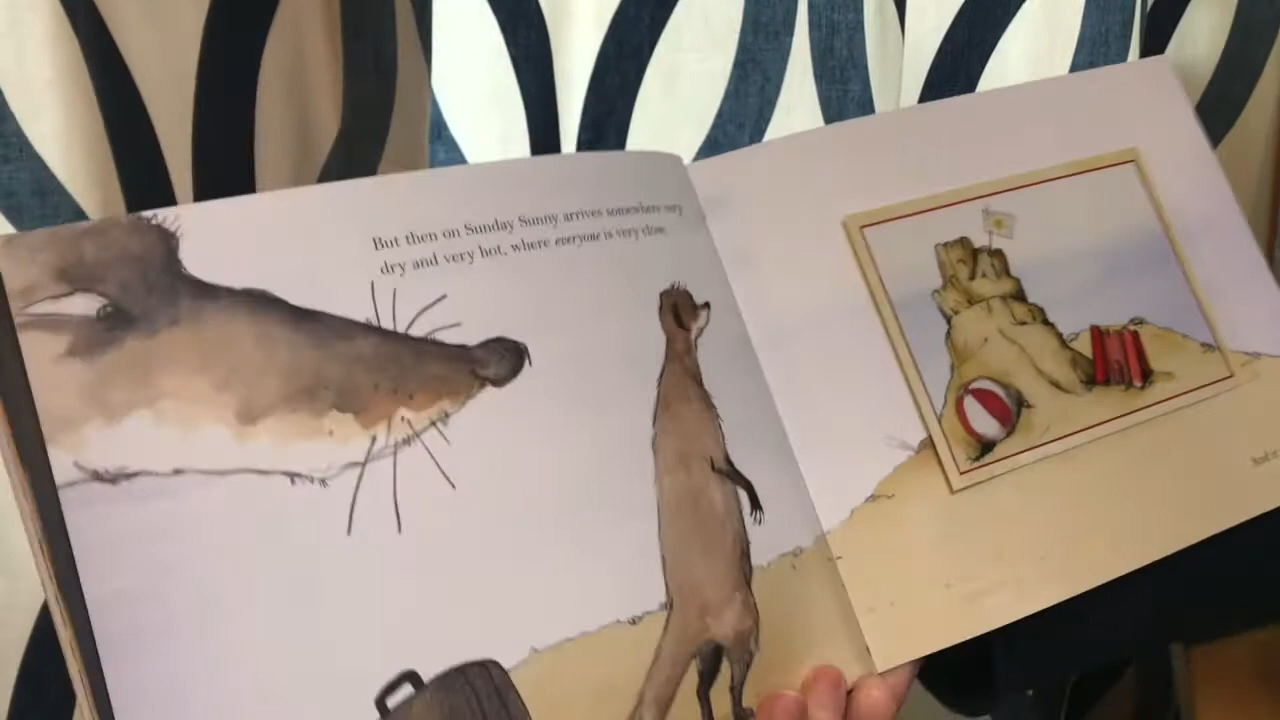 But then on Sunday Sunny arrives somewhere very
dry and very hot, where everyone is very close.